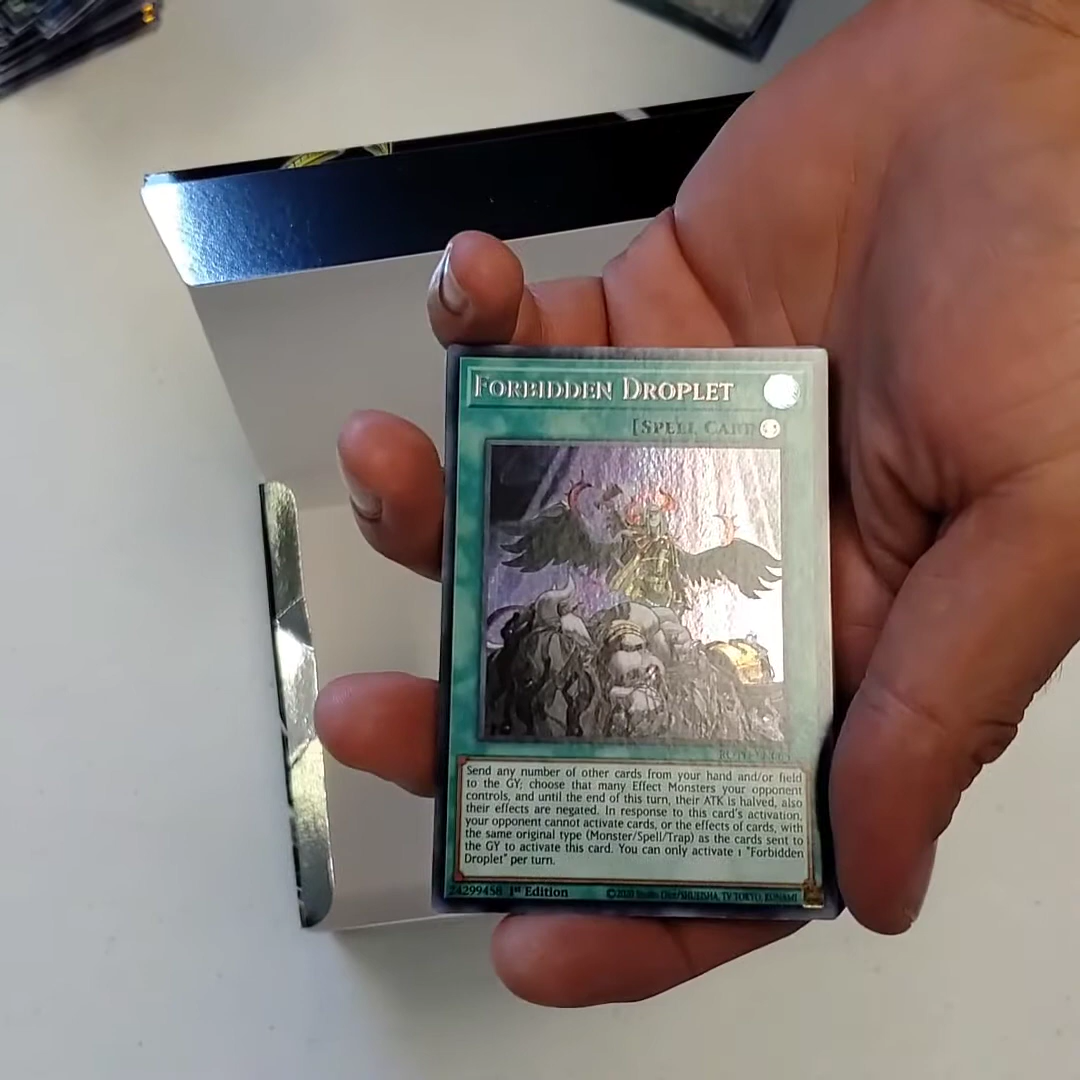 FORBIDDEN DROPLET
[SPELL CARD
Send any number of other cards from your hand and/or field
to the GY; choose that many Effect Monsters your opponent
controls, and until the end of this turn, their ATK is halved, also
their effects are negated. In response to this card's activation,
your opponent cannot activate cards, or the effects of cards, with
the same original type (Monster/Spell/Trap) as the cards sent to
the GY to activate this card. You can only activate 1 "Forbidden
Droplet" per turn.
24299458 1st Edition ©2020 Studio Dice/SHUEISHA, TV TOKYO, KONAMI